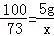 100/73 = 5g/x